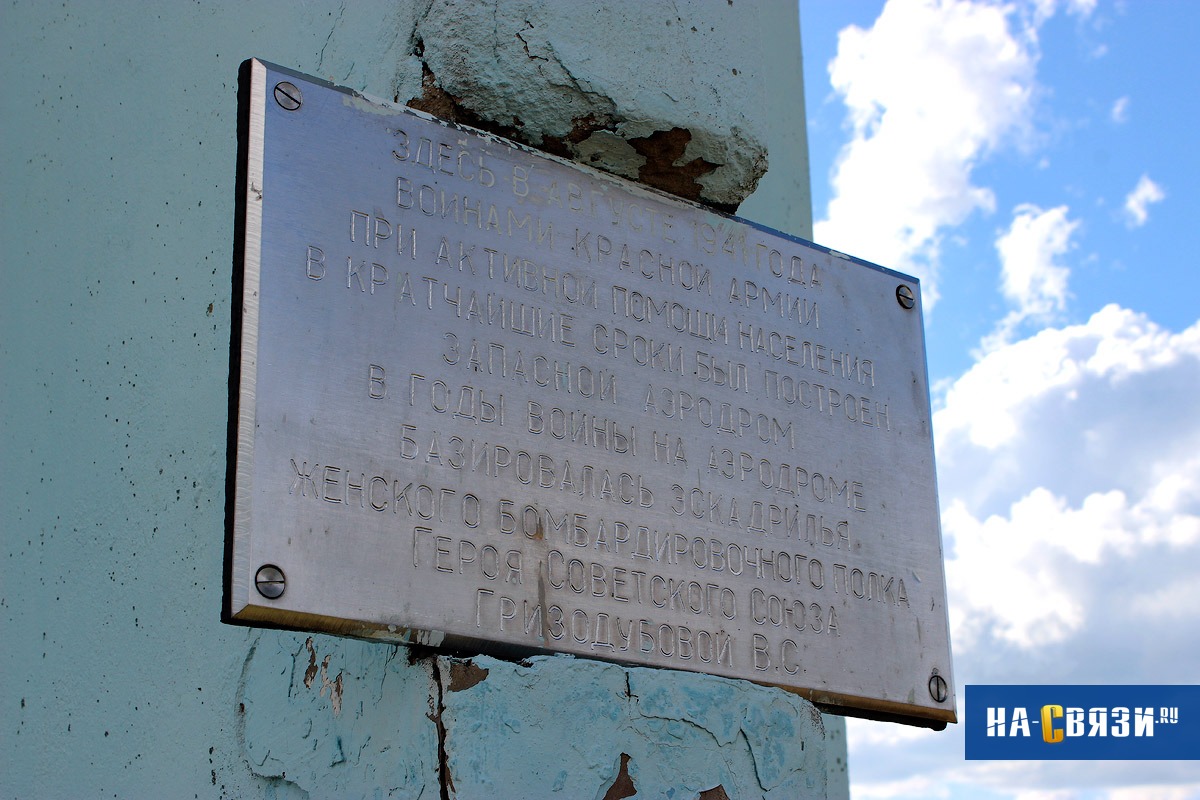 ЗДЕСЬ В АВГУСТЕ 1941 ГОДА
ВОИНАМИ КРАСНОЙ АРМИИ
ПРИ АКТИВНОЙ ПОМОЩИ НАСЕЛЕНИЯ
В КРАТЧАЙШИЕ СРОКИ БЫЛ ПОСТРОЕН
ЗАПАСНОЙ АЭРОДРОМ
В ГОДЫ ВОЙНЫ НА АЭРОДРОМЕ
БАЗИРОВАЛАСЬ ЭСКАДРИЛЬЯ
ЖЕНСКОГО БОМБАРДИРОВОЧНОГО ПОЛКА
ГЕРОЯ СОВЕТСКОГО СОЮЗА
ГРИЗОДУБОВОЙ В.С.
НА-СВЯЗИ.RU